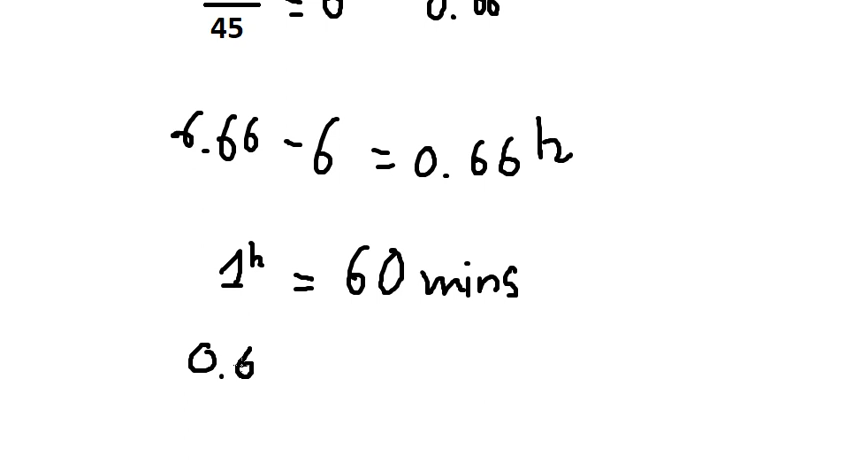 45 =
6.66 - 6 = 0.66 h
1h = 60 mins
0.6